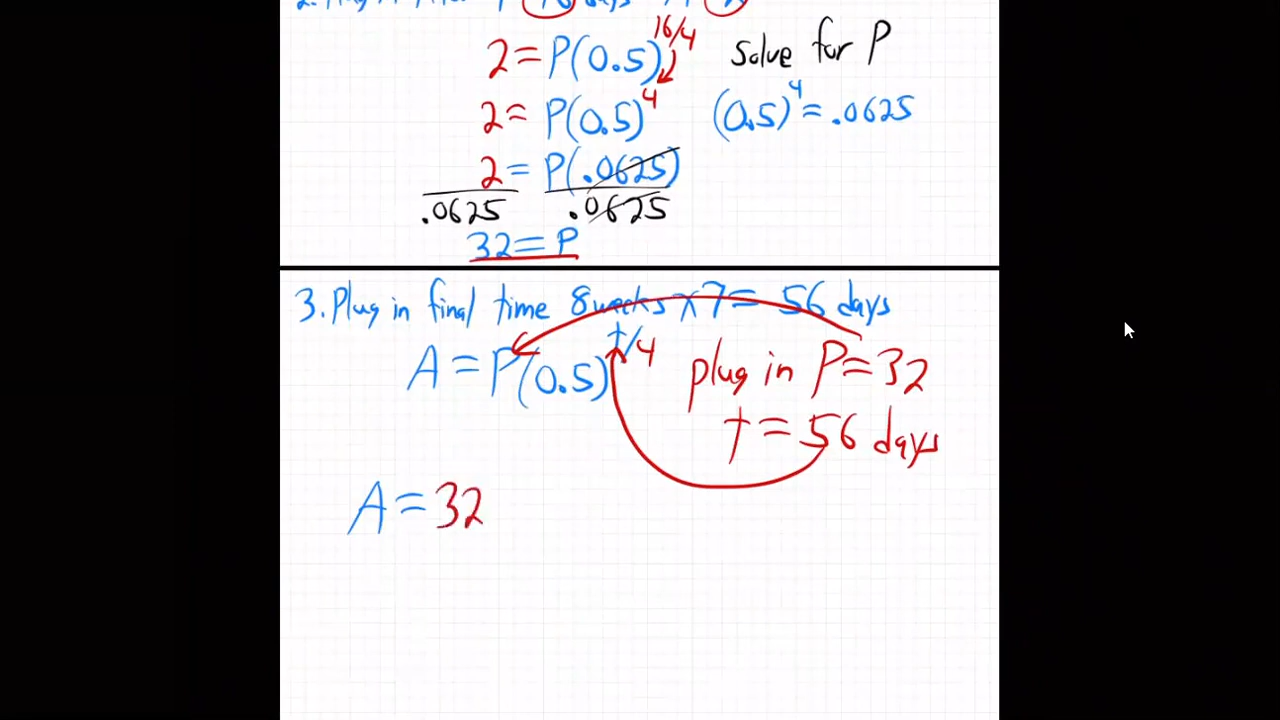 2 = P(0.5)^16/4 solve for P
2 = P(0.5)^4 (0.5)^4 = .0625
2 = P(.0625)
.0625 .0625
32 = P
3. Plug in final time 8 weeks x 7 = 56 days
A = P(0.5)^t/4 plug in P = 32
t = 56 days
A = 32